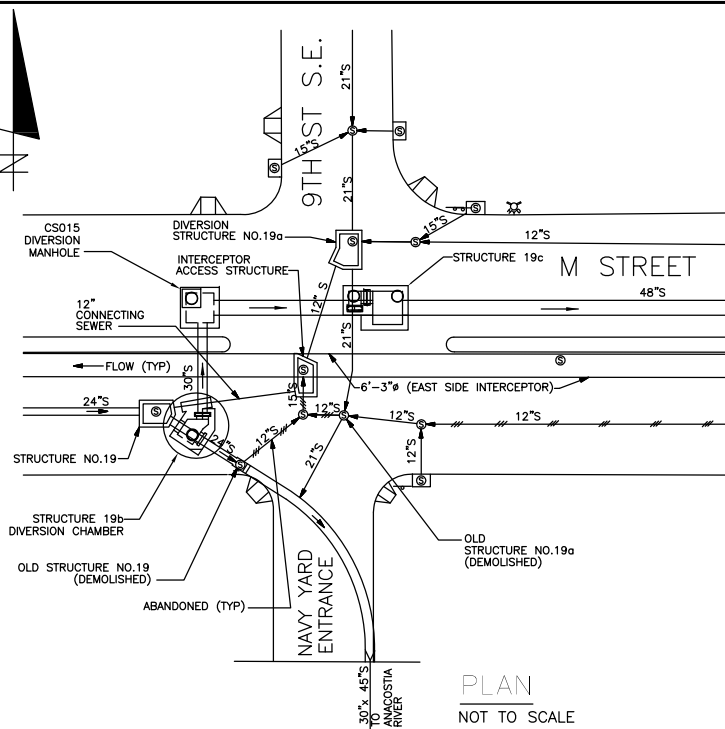 9TH ST S.E.
21"S
S
15"S
S
S
21"S
N
CSO15
DIVERSION
MANHOLE
DIVERSION
STRUCTURE NO.19a
S
S
15"S
S
12"S
INTERCEPTOR
ACCESS STRUCTURE
STRUCTURE 19c
M STREET
12" S
48"S
12"
CONNECTING
SEWER
21"S
FLOW (TYP)
30"S
S
S
6'-3"ø (EAST SIDE INTERCEPTOR)
15"S
24"S
S
S
12"S
S
12"S
S
12"S
STRUCTURE NO.19
24"S
12"S
21"S
12"S
S
S
STRUCTURE 19b
DIVERSION CHAMBER
OLD STRUCTURE NO.19
(DEMOLISHED)
OLD
STRUCTURE NO.19a
(DEMOLISHED)
ABANDONED (TYP)
NAVY YARD
ENTRANCE
30"x 45"S
TO
ANACOSTIA
RIVER
PLAN
NOT TO SCALE